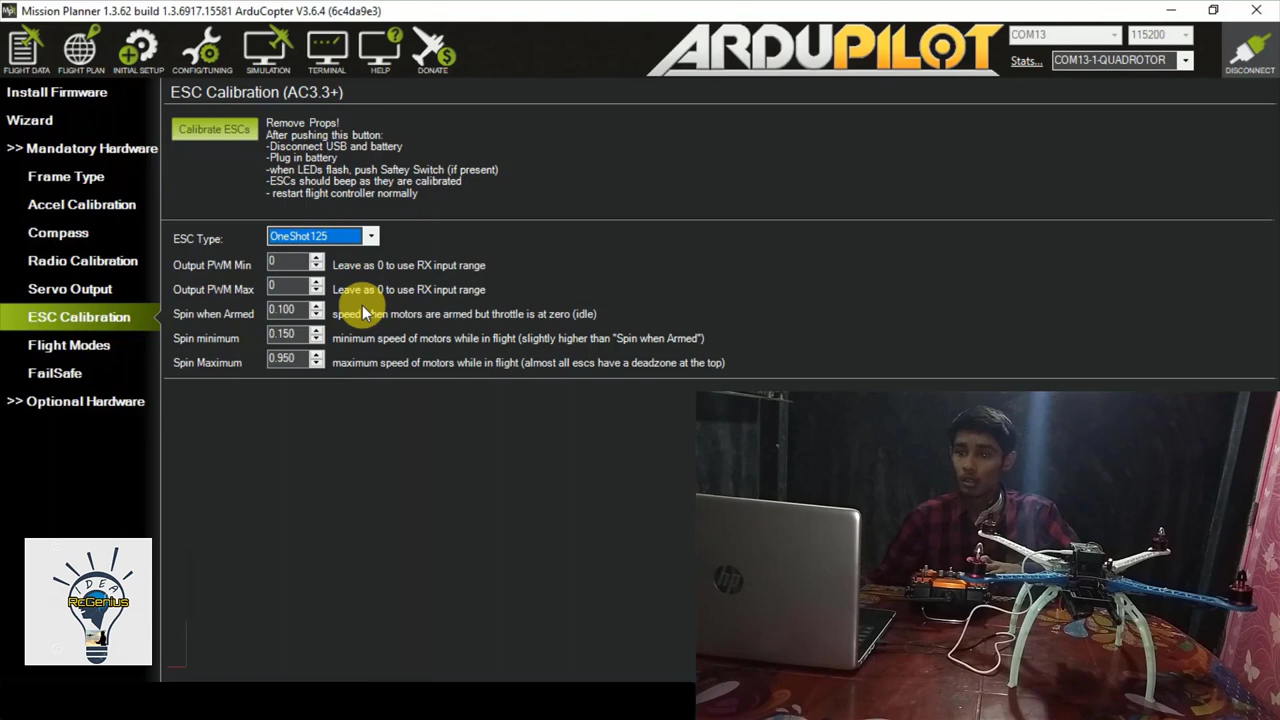 Mission Planner 1.3.62 build 1.3.6917.15581 ArduCopter V3.6.4 (6c4da9e3)
FLIGHT DATA
FLIGHT PLAN
INITIAL SETUP
CONFIG/TUNING
SIMULATION
TERMINAL
HELP
DONATE
ARDUPILOT
COM13
115200
Stats...
COM13-1-QUADROTOR
DISCONNECT
Install Firmware
Wizard
>> Mandatory Hardware
Frame Type
Accel Calibration
Compass
Radio Calibration
Servo Output
ESC Calibration
Flight Modes
FailSafe
>> Optional Hardware
ESC Calibration (AC3.3+)
Calibrate ESCs
Remove Props!
After pushing this button:
-Disconnect USB and battery
-Plug in battery
-when LEDs flash, push Saftey Switch (if present)
-ESCs should beep as they are calibrated
- restart flight controller normally
ESC Type: OneShot125
Output PWM Min 0 Leave as 0 to use RX input range
Output PWM Max 0 Leave as 0 to use RX input range
Spin when Armed 0.100 speed when motors are armed but throttle is at zero (idle)
Spin minimum 0.150 minimum speed of motors while in flight (slightly higher than "Spin when Armed")
Spin Maximum 0.950 maximum speed of motors while in flight (almost all escs have a deadzone at the top)
IDEA
RcGenius
hp